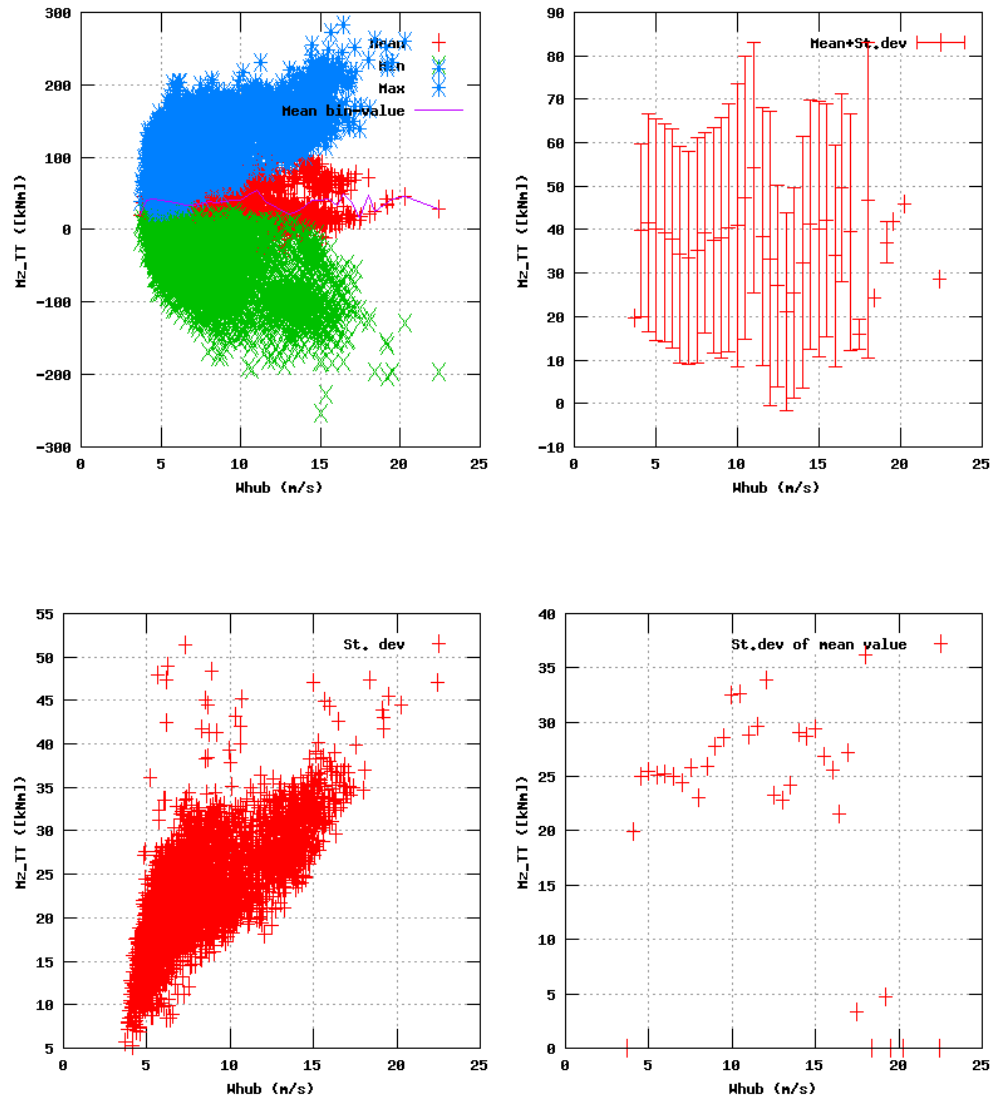 300
200
100
0
-100
-200
-300
0 5 10 15 20 25
Mz_TT ([kNm])
Whub (m/s)
Mean
Min
Max
Mean bin-value
90
80
70
60
50
40
30
20
10
0
-10
0 5 10 15 20 25
Mz_TT ([kNm])
Whub (m/s)
Mean+St.dev
55
50
45
40
35
30
25
20
15
10
5
0 5 10 15 20 25
Mz_TT ([kNm])
Whub (m/s)
St. dev
40
35
30
25
20
15
10
5
0
0 5 10 15 20 25
Mz_TT ([kNm])
Whub (m/s)
St.dev of mean value